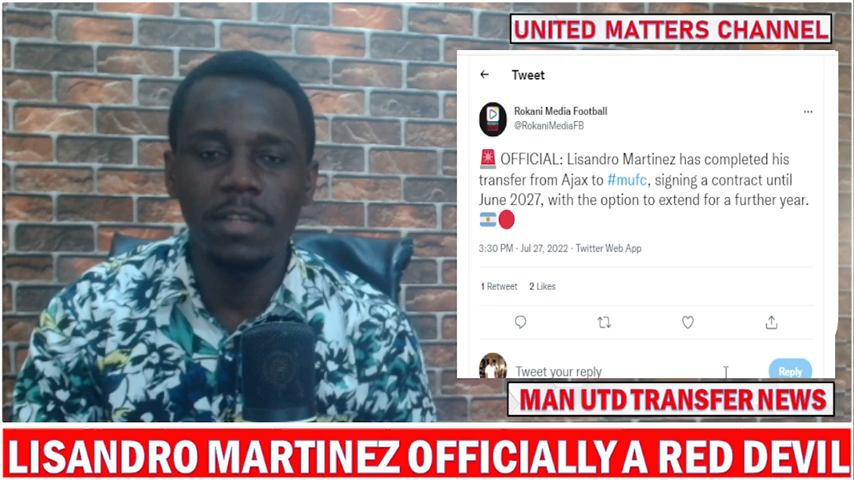 UNITED MATTERS CHANNEL
Tweet
Rokani Media Football
@RokaniMediaFB
🚨 OFFICIAL: Lisandro Martinez has completed his
transfer from Ajax to #mufc, signing a contract until
June 2027, with the option to extend for a further year.
🇦🇷🔴
3:30 PM · Jul 27, 2022 · Twitter Web App
1 Retweet 2 Likes
Tweet your reply
Reply
MAN UTD TRANSFER NEWS
LISANDRO MARTINEZ OFFICIALLY A RED DEVIL